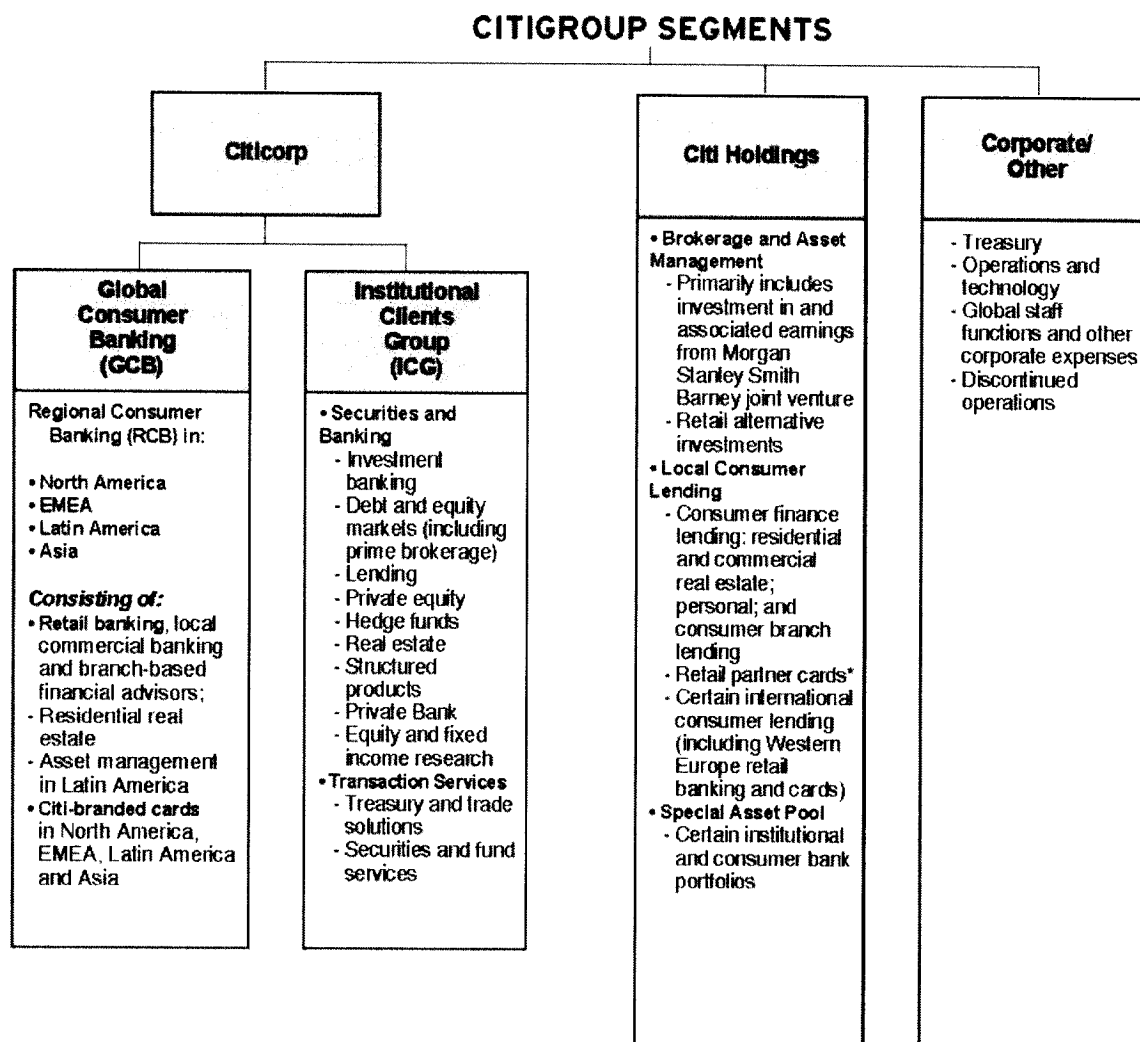 CITIGROUP SEGMENTS
Citicorp
Global
Consumer
Banking
(GCB)
Regional Consumer
Banking (RCB) in:
• North America
• EMEA
• Latin America
• Asia
Consisting of:
• Retail banking, local
commercial banking
and branch-based
financial advisors;
- Residential real
estate
- Asset management
in Latin America
• Citi-branded cards
in North America,
EMEA, Latin America
and Asia
Institutional
Clients
Group
(ICG)
• Securities and
Banking
- Investment
banking
- Debt and equity
markets (including
prime brokerage)
- Lending
- Private equity
- Hedge funds
- Real estate
- Structured
products
- Private Bank
- Equity and fixed
income research
• Transaction Services
- Treasury and trade
solutions
- Securities and fund
services
Citi Holdings
• Brokerage and Asset
Management
- Primarily includes
investment in and
associated earnings
from Morgan
Stanley Smith
Barney joint venture
- Retail alternative
investments
• Local Consumer
Lending
- Consumer finance
lending: residential
and commercial
real estate;
personal; and
consumer branch
lending
- Retail partner cards*
- Certain international
consumer lending
(including Western
Europe retail
banking and cards)
• Special Asset Pool
- Certain institutional
and consumer bank
portfolios
Corporate/
Other
- Treasury
- Operations and
technology
- Global staff
functions and other
corporate expenses
- Discontinued
operations